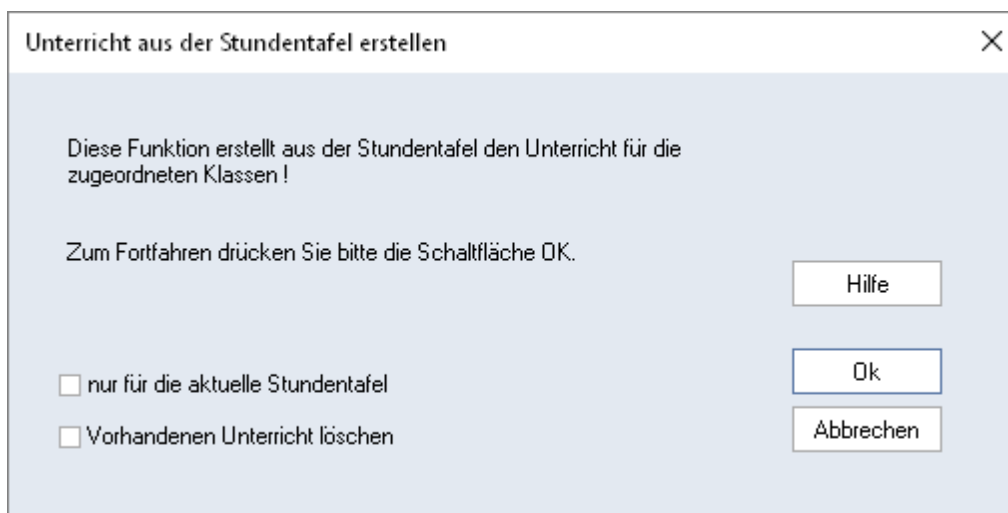 Unterricht aus der Stundentafel erstellen
Diese Funktion erstellt aus der Stundentafel den Unterricht für die
zugeordneten Klassen !
Zum Fortfahren drücken Sie bitte die Schaltfläche OK.
Hilfe
nur für die aktuelle Stundentafel
Ok
Vorhandenen Unterricht löschen
Abbrechen